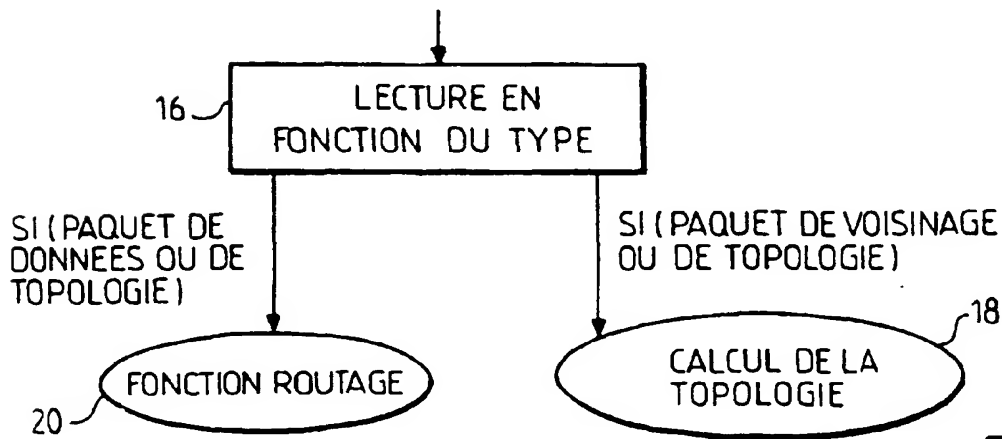 16
LECTURE EN
FONCTION DU TYPE
SI (PAQUET DE
DONNEES OU DE
TOPOLOGIE)
SI (PAQUET DE VOISINAGE
OU DE TOPOLOGIE)
18
FONCTION ROUTAGE
20
CALCUL DE LA
TOPOLOGIE